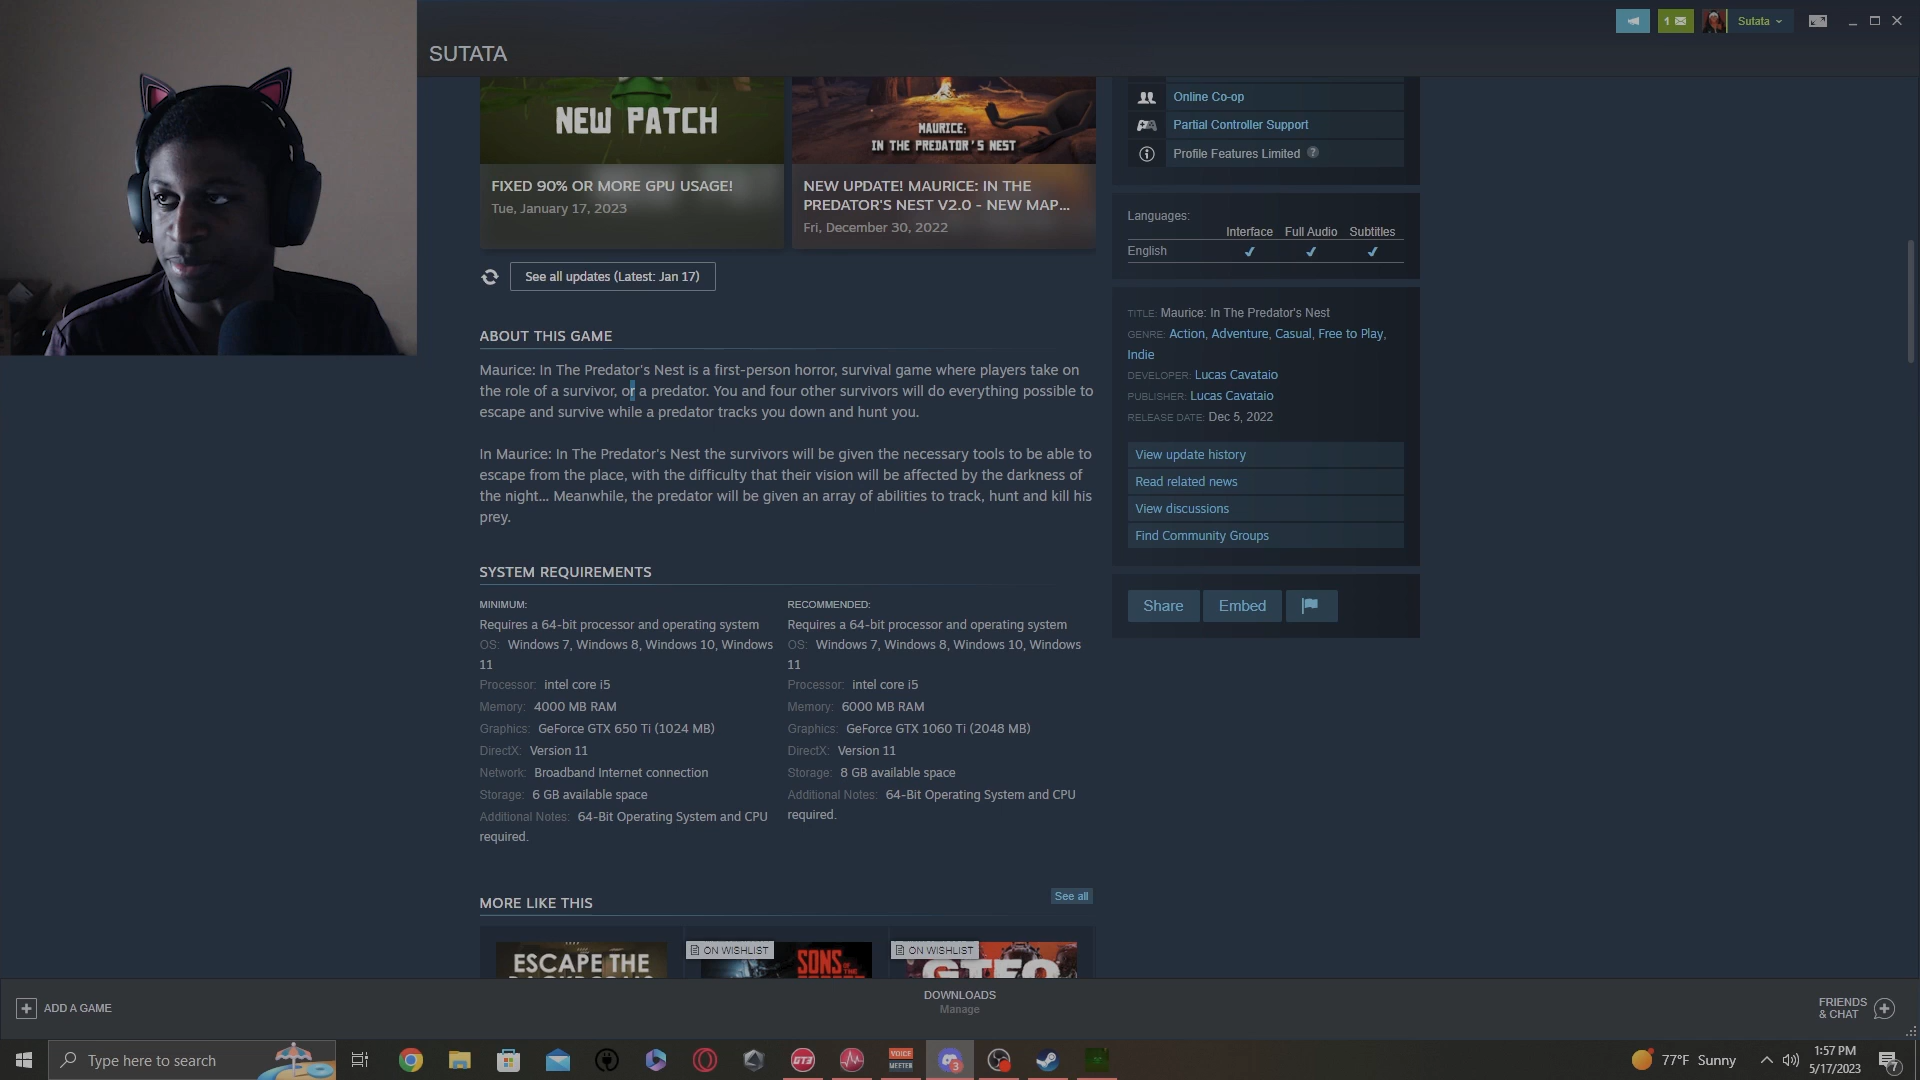 1
Sutata
SUTATA
NEW PATCH
FIXED 90% OR MORE GPU USAGE!
Tue, January 17, 2023
MAURICE:
IN THE PREDATOR'S NEST
NEW UPDATE! MAURICE: IN THE
PREDATOR'S NEST V2.0 - NEW MAP...
Fri, December 30, 2022
See all updates (Latest: Jan 17)
ABOUT THIS GAME
Maurice: In The Predator's Nest is a first-person horror, survival game where players take on
the role of a survivor, or a predator. You and four other survivors will do everything possible to
escape and survive while a predator tracks you down and hunt you.
In Maurice: In The Predator's Nest the survivors will be given the necessary tools to be able to
escape from the place, with the difficulty that their vision will be affected by the darkness of
the night... Meanwhile, the predator will be given an array of abilities to track, hunt and kill his
prey.
SYSTEM REQUIREMENTS
MINIMUM:
Requires a 64-bit processor and operating system
OS: Windows 7, Windows 8, Windows 10, Windows
11
Processor: intel core i5
Memory: 4000 MB RAM
Graphics: GeForce GTX 650 Ti (1024 MB)
DirectX: Version 11
Network: Broadband Internet connection
Storage: 6 GB available space
Additional Notes: 64-Bit Operating System and CPU
required.
RECOMMENDED:
Requires a 64-bit processor and operating system
OS: Windows 7, Windows 8, Windows 10, Windows
11
Processor: intel core i5
Memory: 6000 MB RAM
Graphics: GeForce GTX 1060 Ti (2048 MB)
DirectX: Version 11
Storage: 8 GB available space
Additional Notes: 64-Bit Operating System and CPU
required.
MORE LIKE THIS
See all
ESCAPE THE
BACKROOMS
ON WISHLIST
SONS
OF THE
ON WISHLIST
GTFO
Online Co-op
Partial Controller Support
Profile Features Limited ?
Languages:
Interface Full Audio Subtitles
English ✔ ✔ ✔
TITLE: Maurice: In The Predator's Nest
GENRE: Action, Adventure, Casual, Free to Play,
Indie
DEVELOPER: Lucas Cavataio
PUBLISHER: Lucas Cavataio
RELEASE DATE: Dec 5, 2022
View update history
Read related news
View discussions
Find Community Groups
Share
Embed
ADD A GAME
DOWNLOADS
Manage
FRIENDS
& CHAT
Type here to search
GT3
VOICE
MEETER
3
77°F Sunny
1:57 PM
5/17/2023
7